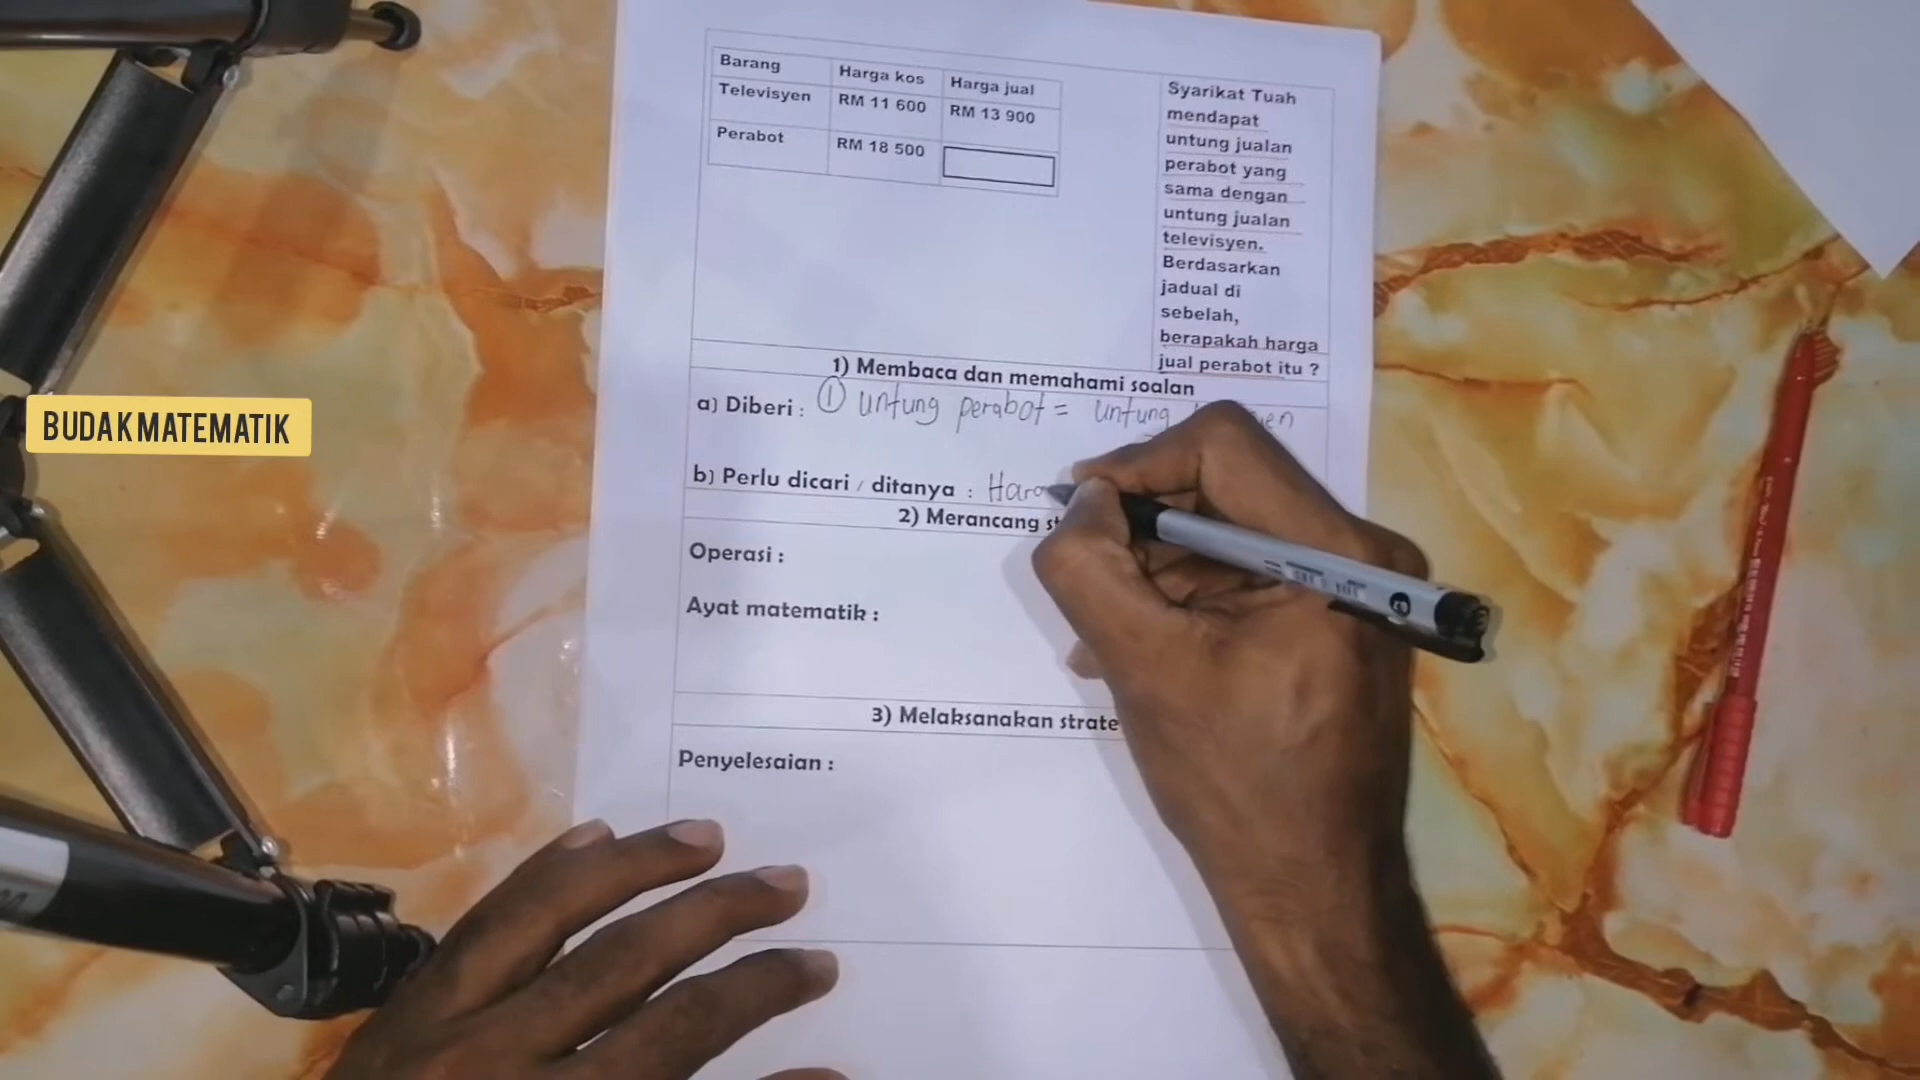 Barang Harga kos Harga jual
Televisyen RM 11 600 RM 13 900
Perabot RM 18 500
Syarikat Tuah
mendapat
untung jualan
perabot yang
sama dengan
untung jualan
televisyen.
Berdasarkan
jadual di
sebelah,
berapakah harga
jual perabot itu ?
1) Membaca dan memahami soalan
a) Diberi : ① untung perabot = untung
b) Perlu dicari / ditanya : Harg
2) Merancang
Operasi :
Ayat matematik :
3) Melaksanakan strate
Penyelesaian :
BUDAK MATEMATIK